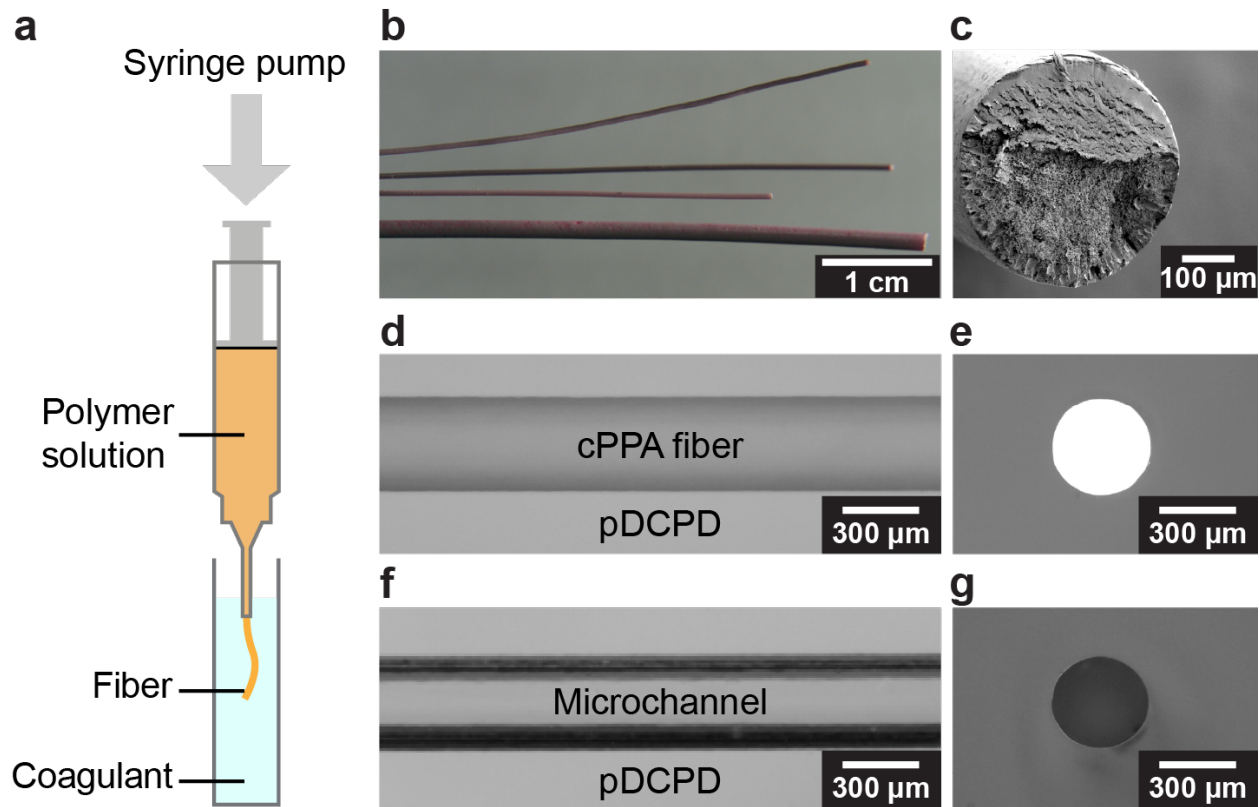 a
Syringe pump
Polymer
solution
Fiber
Coagulant
b
1 cm
c
100 µm
d
cPPA fiber
pDCPD
300 µm
e
300 µm
f
Microchannel
pDCPD
300 µm
g
300 µm